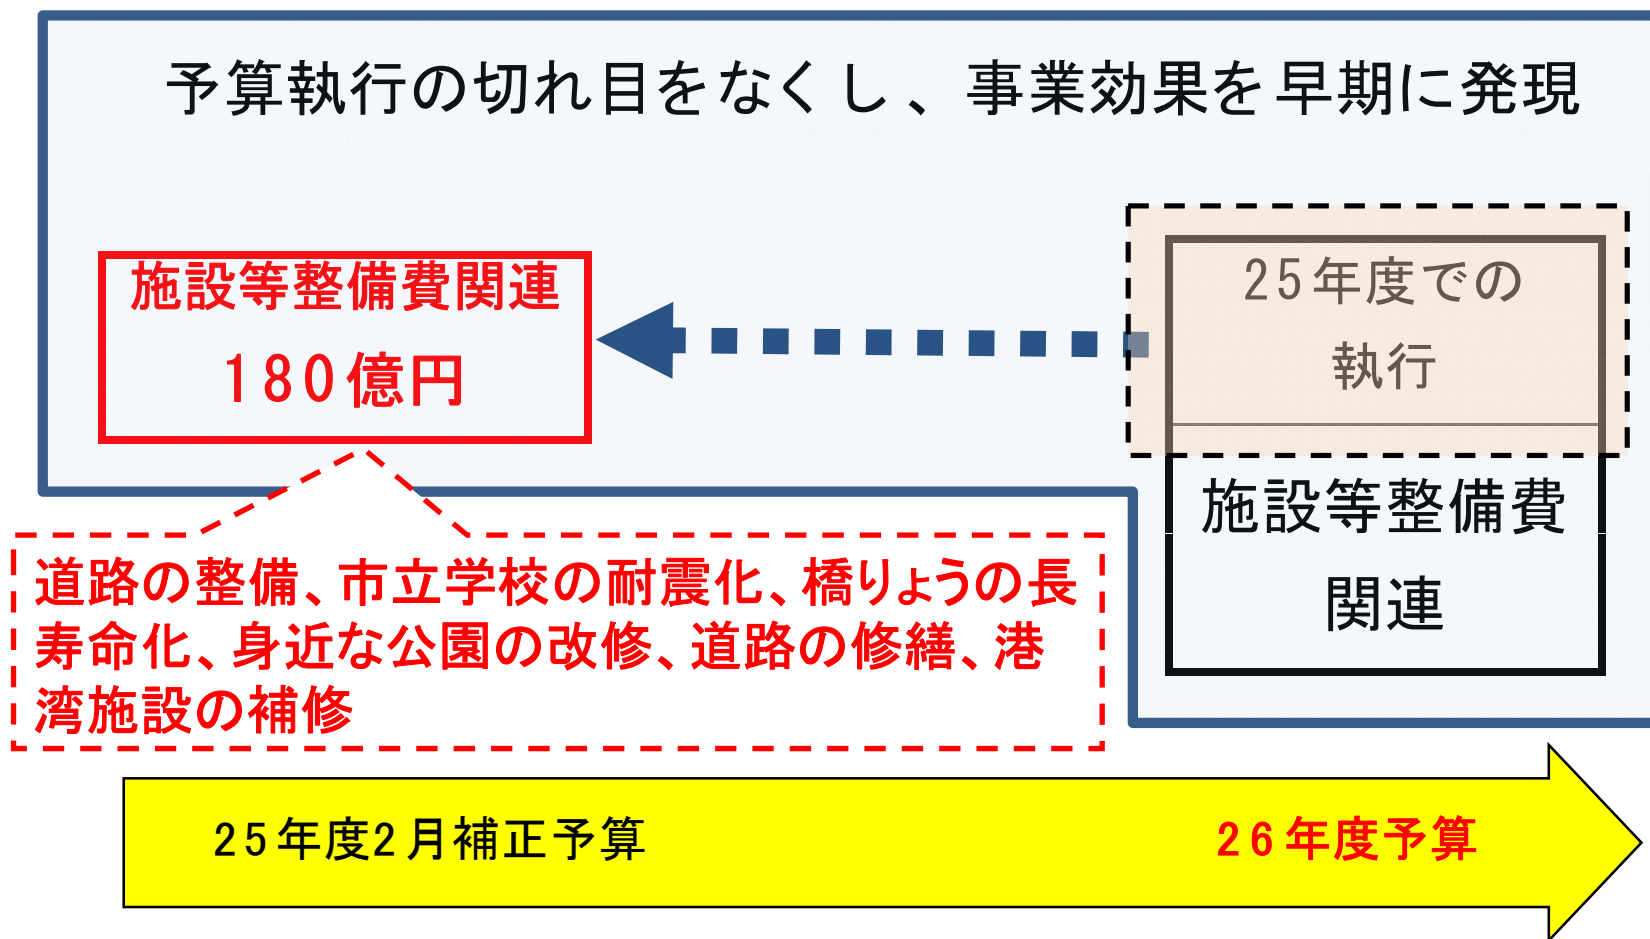 予算執行の切れ目をなくし、事業効果を早期に発現
施設等整備費関連
180億円
25年度での
執行
施設等整備費
関連
道路の整備、市立学校の耐震化、橋りょうの長
寿命化、身近な公園の改修、道路の修繕、港
湾施設の補修
25年度2月補正予算
26年度予算